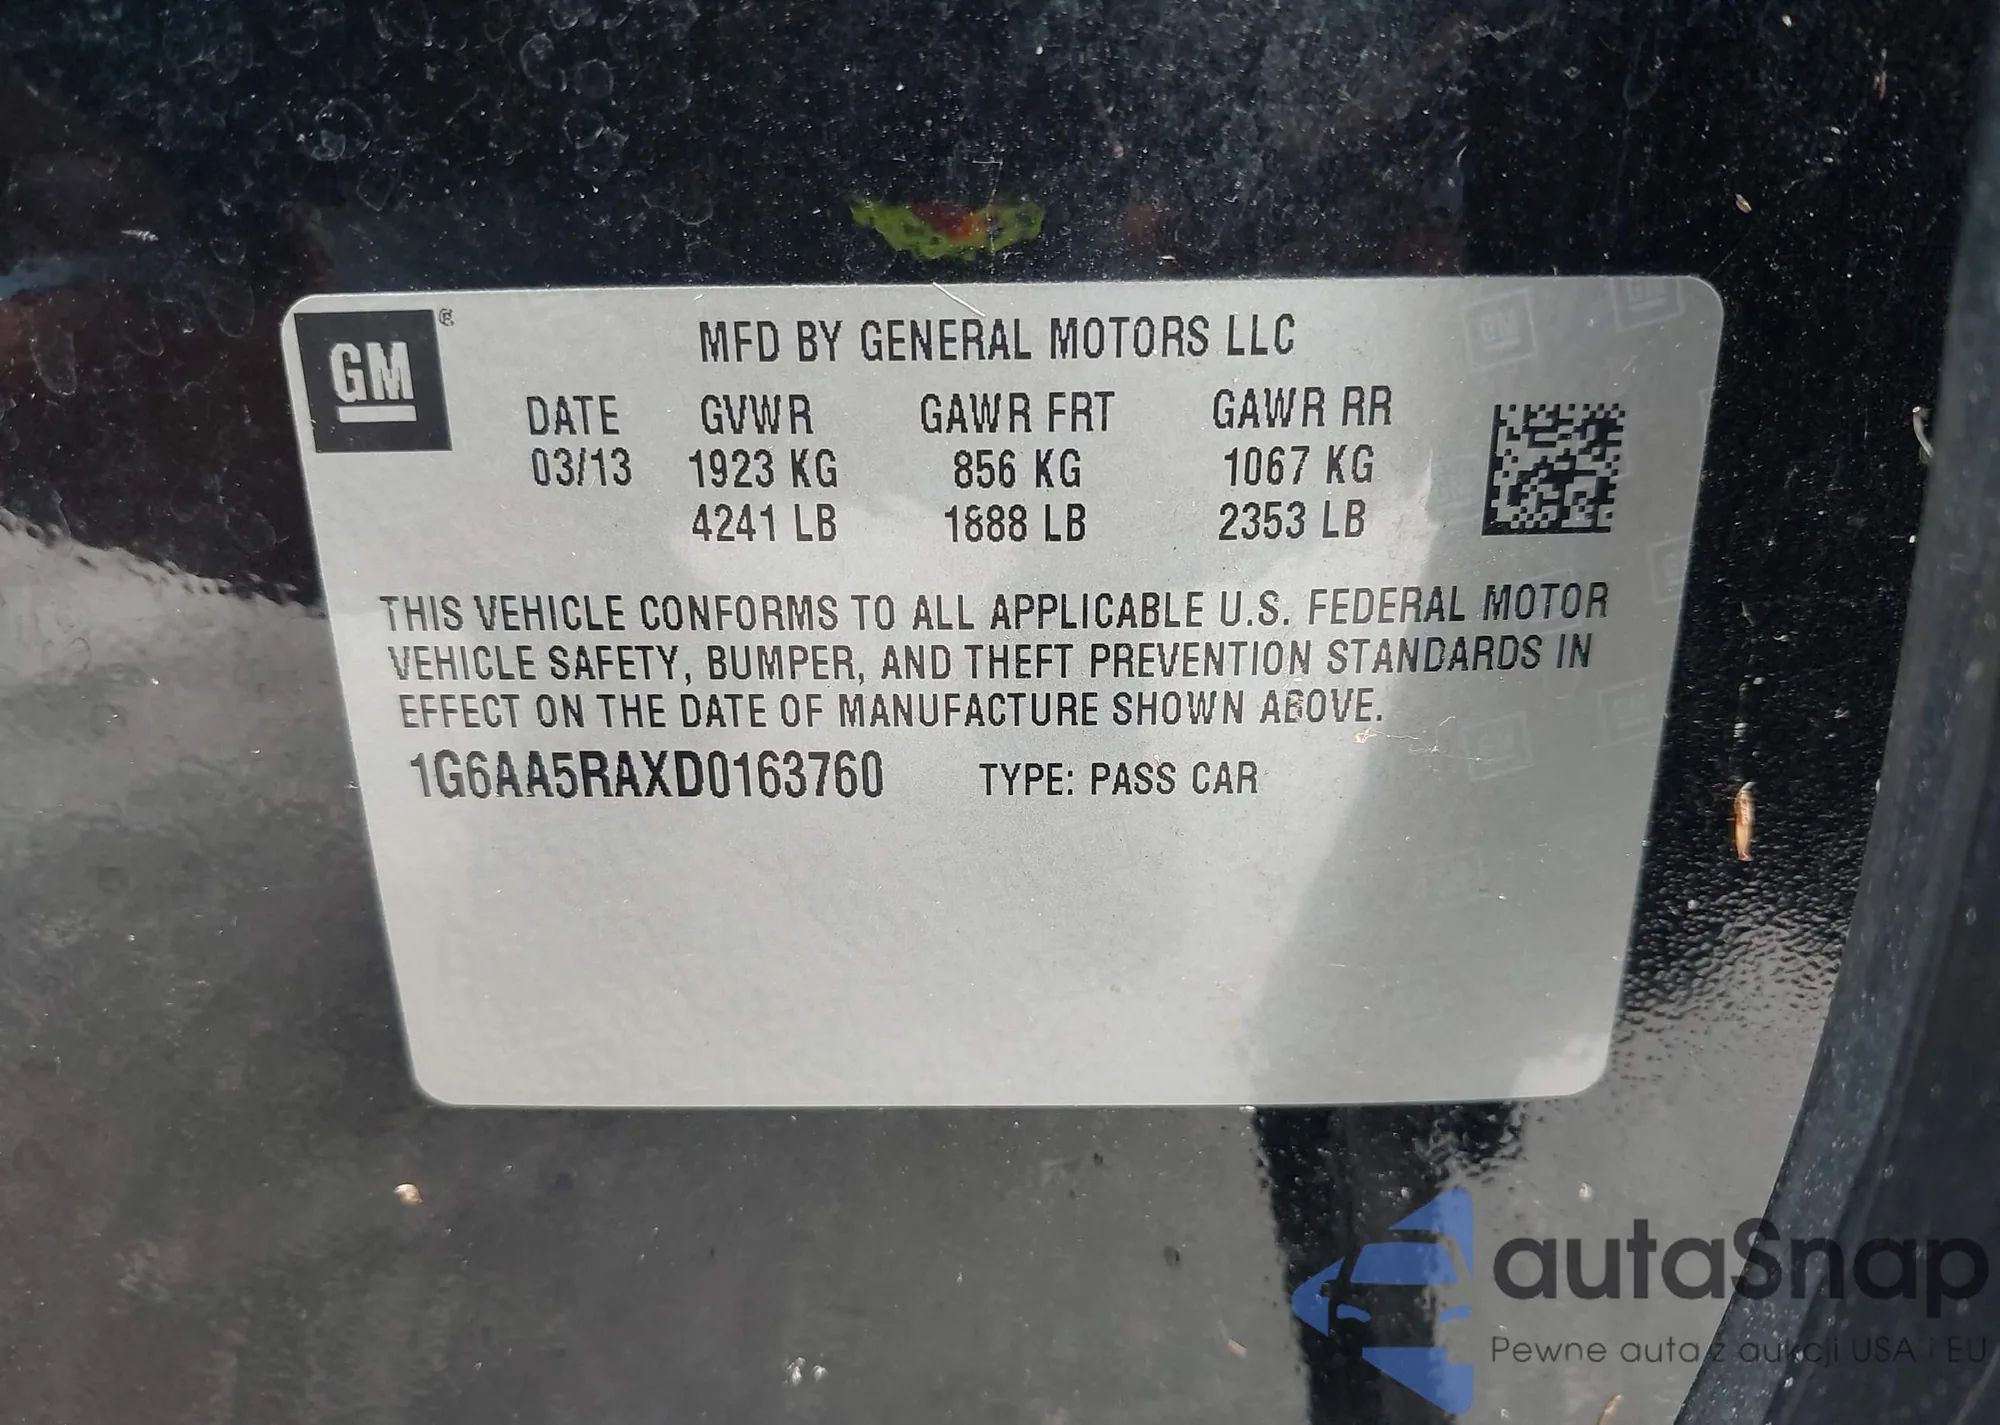 GM ®
MFD BY GENERAL MOTORS LLC
DATE GVWR GAWR FRT GAWR RR
03/13 1923 KG 856 KG 1067 KG
4241 LB 1888 LB 2353 LB
THIS VEHICLE CONFORMS TO ALL APPLICABLE U.S. FEDERAL MOTOR
VEHICLE SAFETY, BUMPER, AND THEFT PREVENTION STANDARDS IN
EFFECT ON THE DATE OF MANUFACTURE SHOWN ABOVE.
1G6AA5RAXD0163760 TYPE: PASS CAR
autaSnap
Pewne auta z aukcji USA i EU